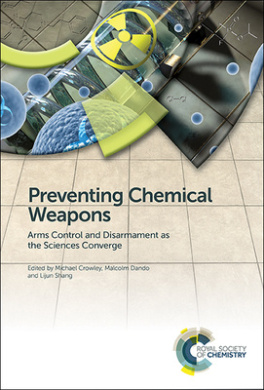 Preventing Chemical
Weapons
Arms Control and Disarmament as
the Sciences Converge
Edited by Michael Crowley, Malcolm Dando
and Lijun Shang
ROYAL SOCIETY
OF CHEMISTRY